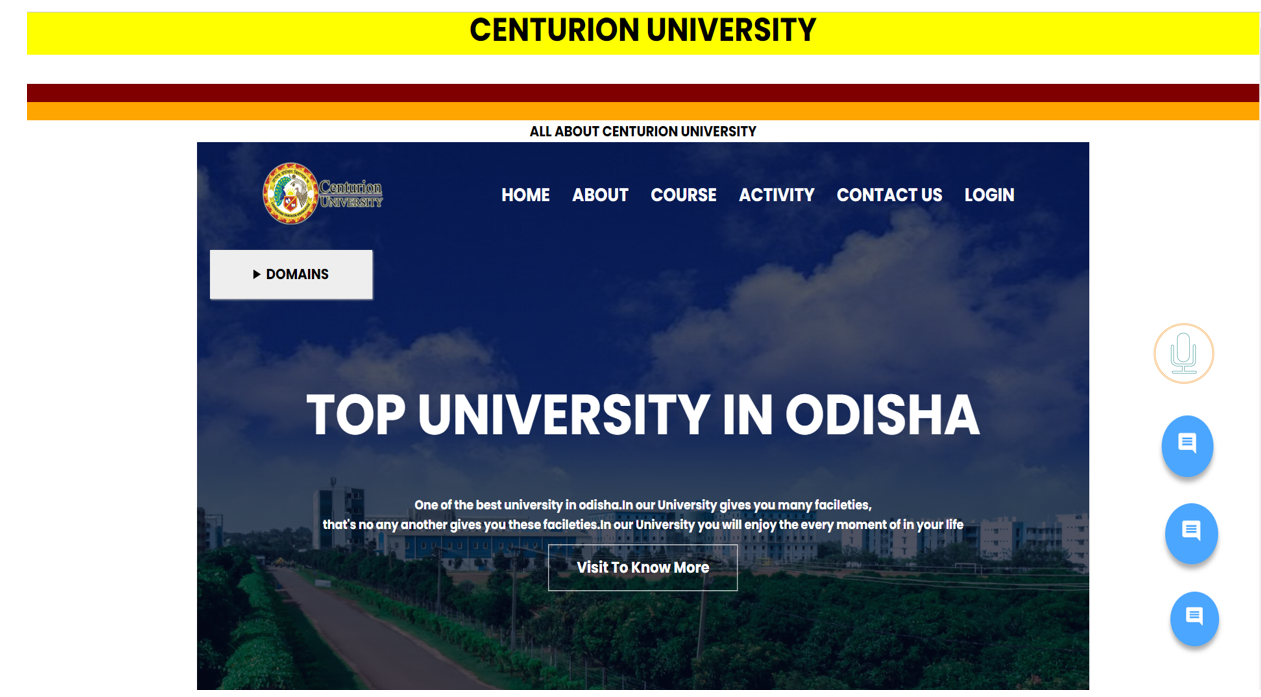 CENTURION UNIVERSITY
ALL ABOUT CENTURION UNIVERSITY
Centurion
UNIVERSITY
HOME ABOUT COURSE ACTIVITY CONTACT US LOGIN
DOMAINS
TOP UNIVERSITY IN ODISHA
One of the best university in odisha.In our University gives you many facileties,
that's no any another gives you these facileties.In our University you will enjoy the every moment of in your life
Visit To Know More